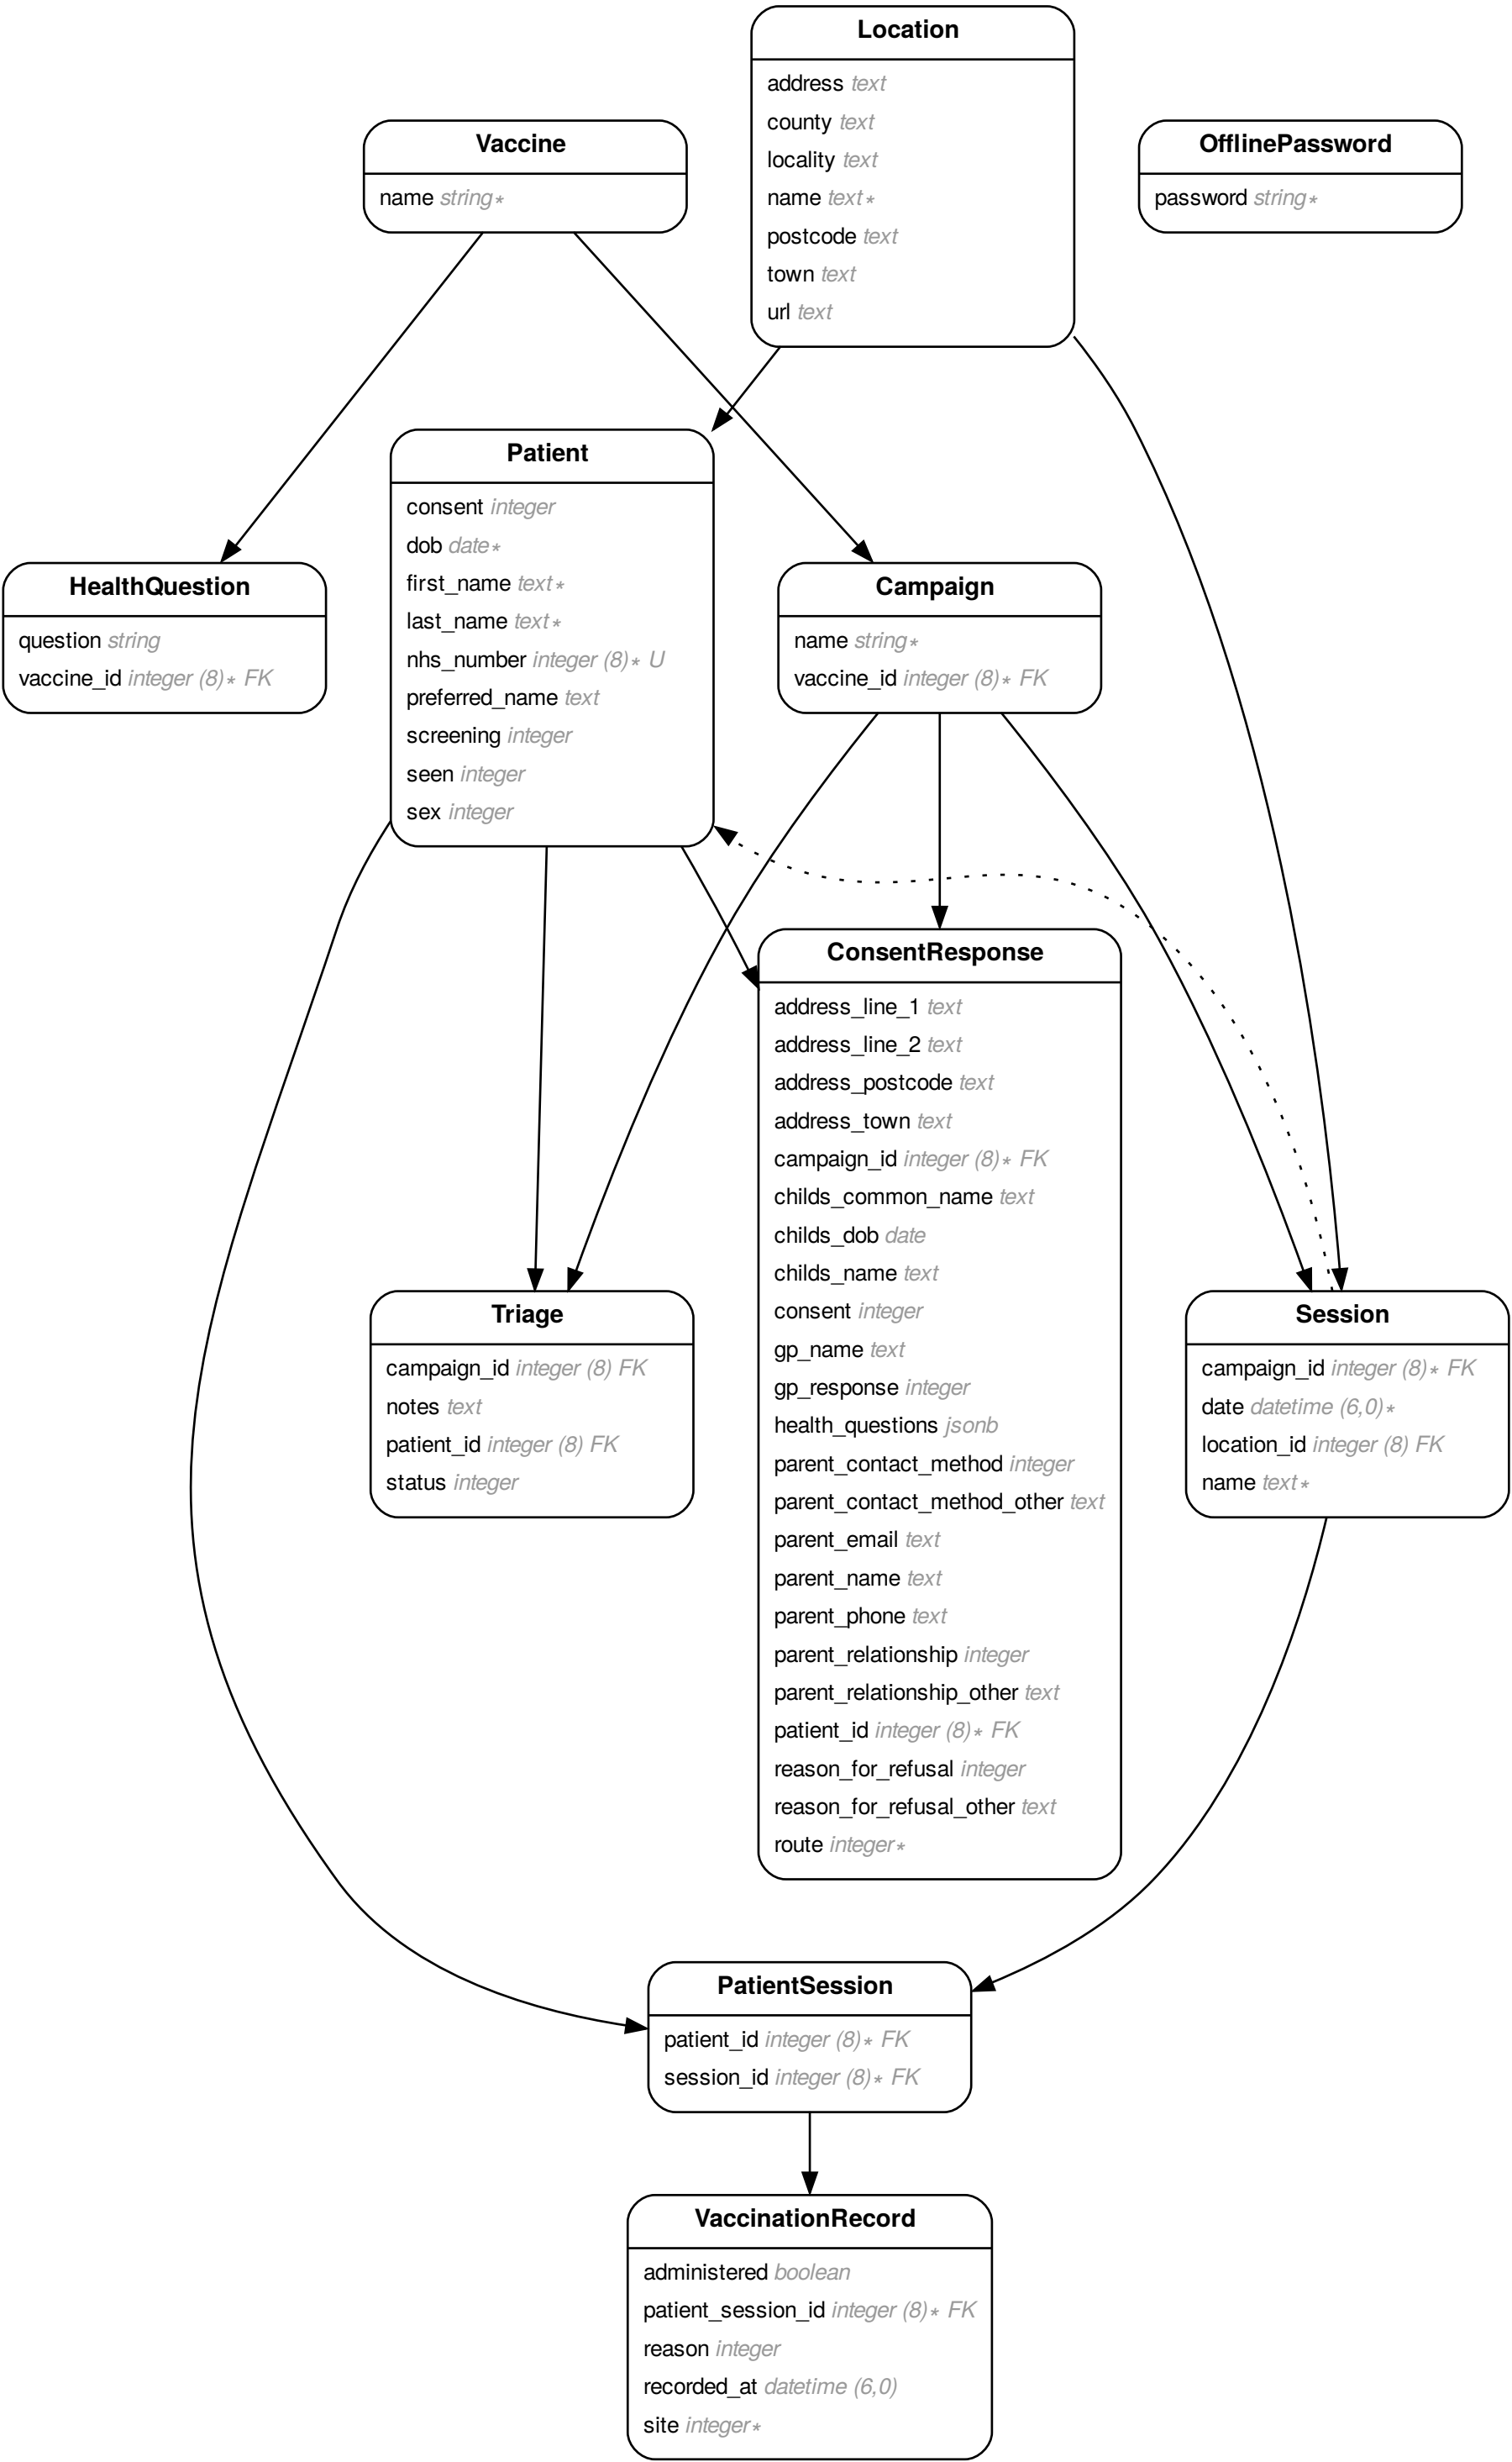 Location
address text
county text
locality text
name text*
postcode text
town text
url text
Vaccine
name string*
OfflinePassword
password string*
Patient
consent integer
dob date*
first_name text*
last_name text*
nhs_number integer (8)* U
preferred_name text
screening integer
seen integer
sex integer
HealthQuestion
question string
vaccine_id integer (8)* FK
Campaign
name string*
vaccine_id integer (8)* FK
ConsentResponse
address_line_1 text
address_line_2 text
address_postcode text
address_town text
campaign_id integer (8)* FK
childs_common_name text
childs_dob date
childs_name text
consent integer
gp_name text
gp_response integer
health_questions jsonb
parent_contact_method integer
parent_contact_method_other text
parent_email text
parent_name text
parent_phone text
parent_relationship integer
parent_relationship_other text
patient_id integer (8)* FK
reason_for_refusal integer
reason_for_refusal_other text
route integer*
Triage
campaign_id integer (8) FK
notes text
patient_id integer (8) FK
status integer
Session
campaign_id integer (8)* FK
date datetime (6,0)*
location_id integer (8) FK
name text*
PatientSession
patient_id integer (8)* FK
session_id integer (8)* FK
VaccinationRecord
administered boolean
patient_session_id integer (8)* FK
reason integer
recorded_at datetime (6,0)
site integer*